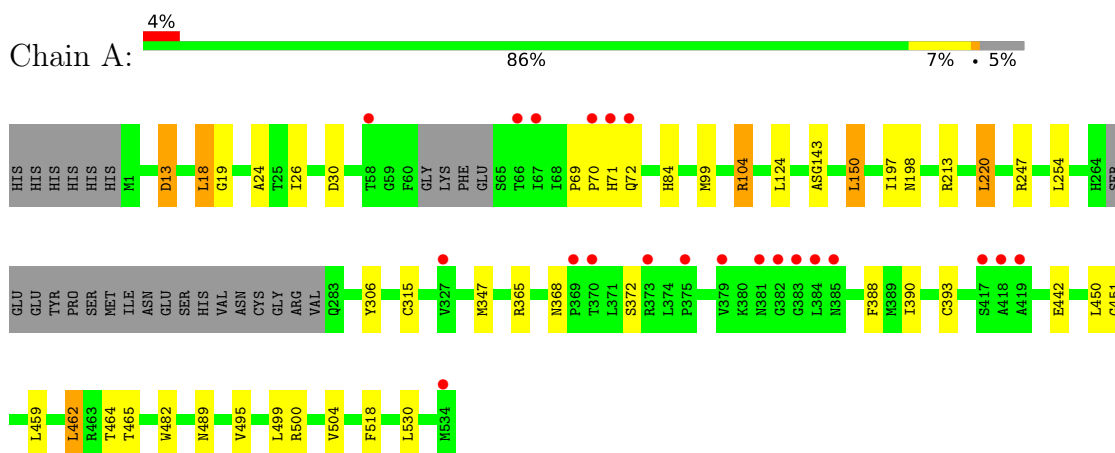 4%
Chain A:
86% 7% • 5%
HIS HIS HIS HIS HIS HIS M1 D13 L18 G19 A24 T25 I26 D30 T58 G59 F60 GLY LYS PHE GLU S65 T66 I67 I68 P69 P70 H71 Q72 H84 M99 R104 L124 ASG143 L150 I197 N198 R213 L220 R247 L254 H264 SER
GLU GLU TYR PRO SER MET ILE ASN GLU SER HIS VAL ASN CYS GLY ARG VAL Q283 Y306 C315 V327 M347 R365 N368 P369 T370 L371 S372 R373 L374 P375 V379 K380 N381 G382 G383 L384 N385 F388 M389 I390 C393 S417 A418 A419 E442 L450
L459 L462 R463 T464 T465 W482 N489 V495 L499 R500 V504 F518 L530 M534